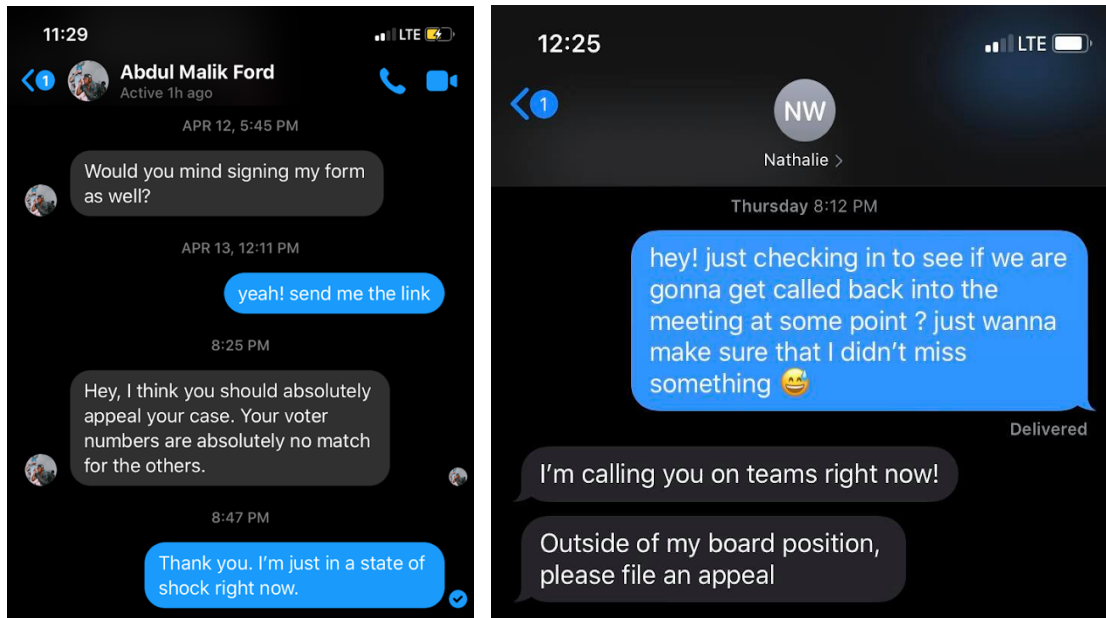 11:29
LTE
1
Abdul Malik Ford
Active 1h ago
APR 12, 5:45 PM
Would you mind signing my form
as well?
APR 13, 12:11 PM
yeah! send me the link
8:25 PM
Hey, I think you should absolutely
appeal your case. Your voter
numbers are absolutely no match
for the others.
8:47 PM
Thank you. I’m just in a state of
shock right now.
12:25
LTE
1
NW
Nathalie >
Thursday 8:12 PM
hey! just checking in to see if we are
gonna get called back into the
meeting at some point ? just wanna
make sure that I didn’t miss
something 😅
Delivered
I’m calling you on teams right now!
Outside of my board position,
please file an appeal